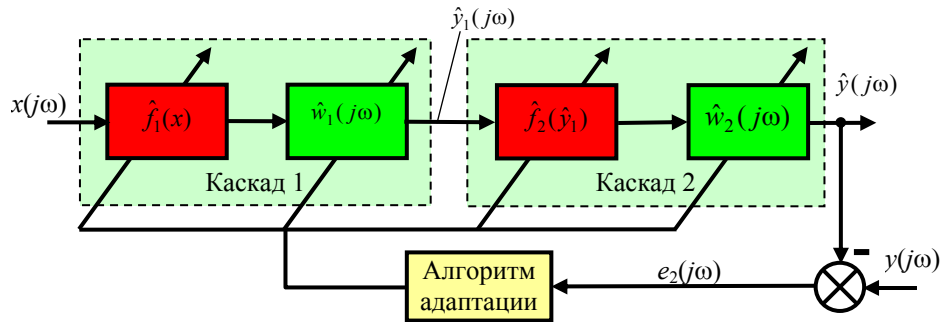 ŷ₁(jω)
x(jω)
f̂₁(x)
ŵ₁(jω)
f̂₂(ŷ₁)
ŵ₂(jω)
ŷ(jω)
Каскад 1
Каскад 2
Алгоритм
адаптации
e₂(jω)
–
y(jω)